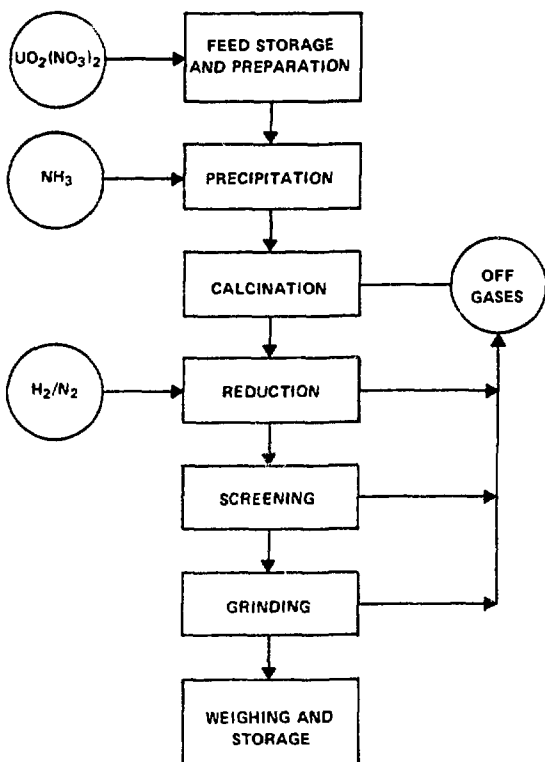 UO₂(NO₃)₂
FEED STORAGE
AND PREPARATION
NH₃
PRECIPITATION
CALCINATION
OFF
GASES
H₂/N₂
REDUCTION
SCREENING
GRINDING
WEIGHING AND
STORAGE